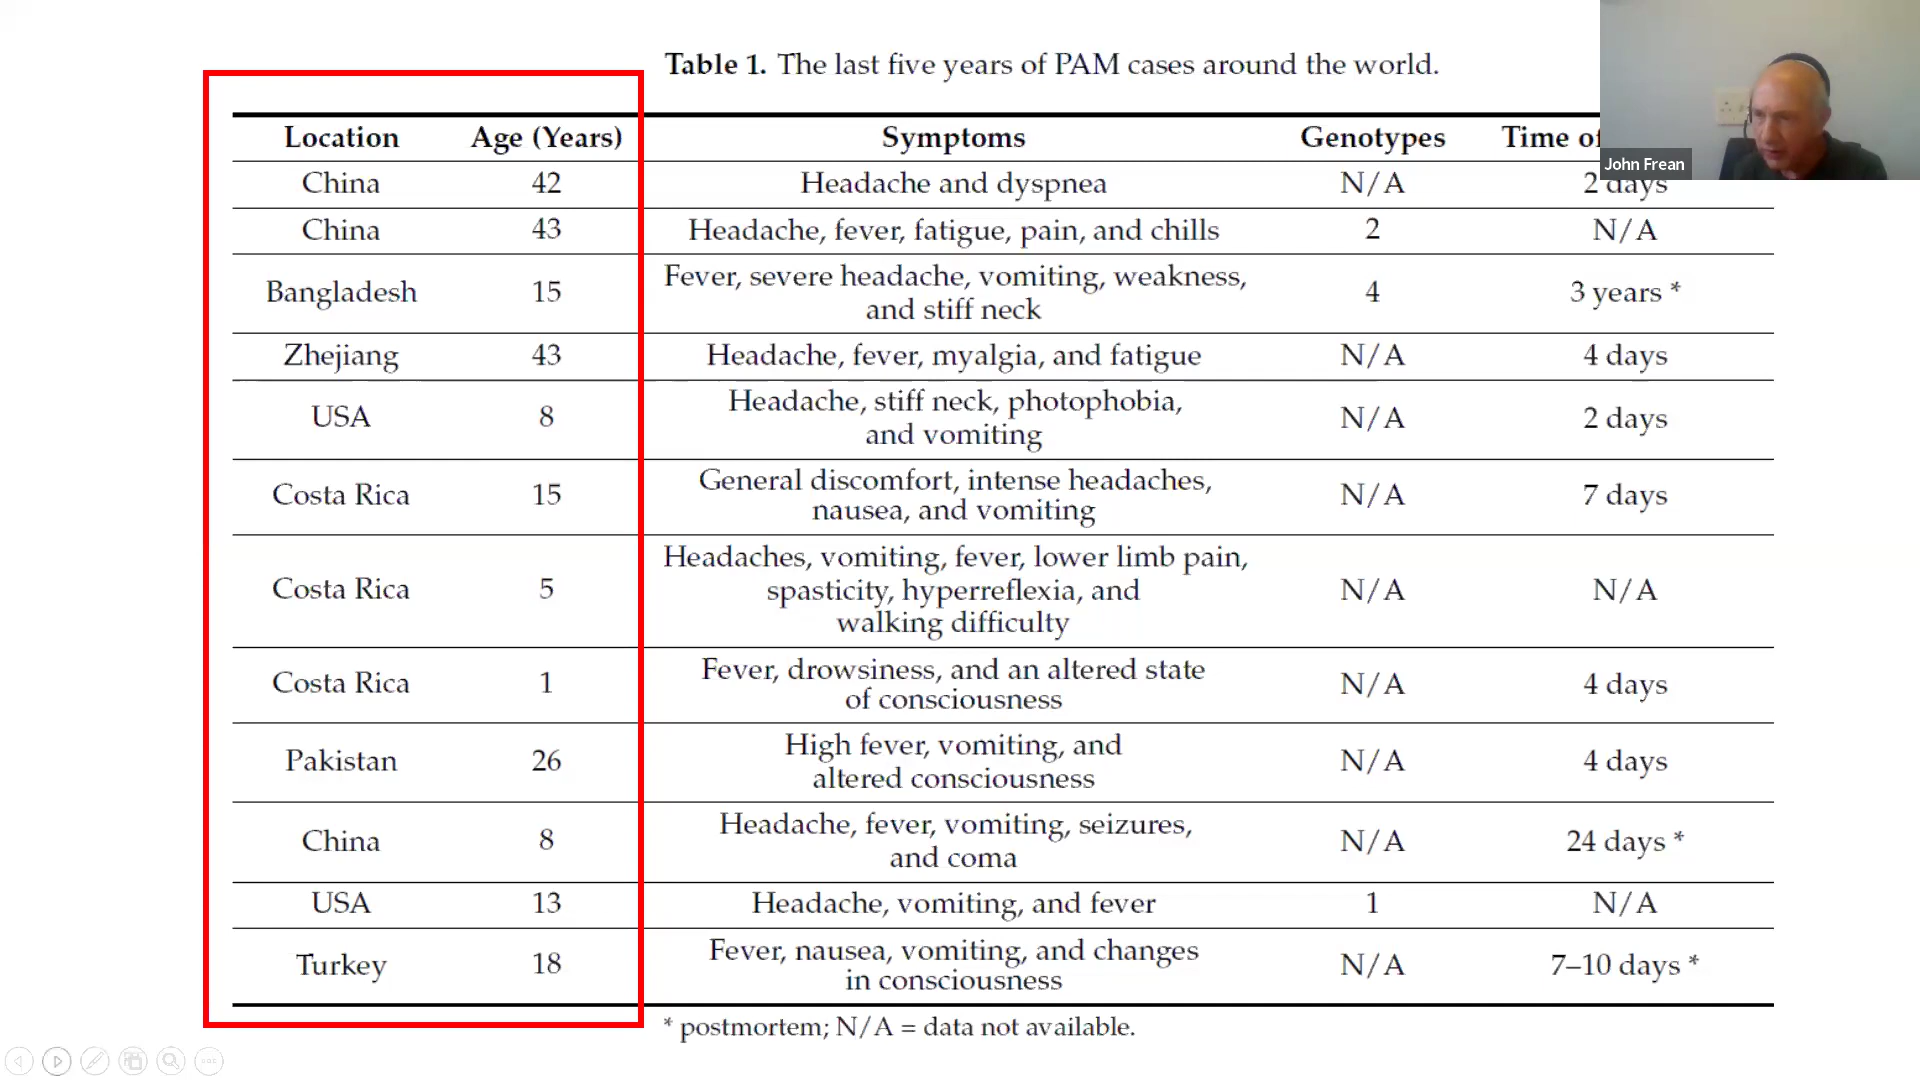 Table 1. The last five years of PAM cases around the world.
John Frean
Location Age (Years) Symptoms Genotypes Time of
China 42 Headache and dyspnea N/A 2 days
China 43 Headache, fever, fatigue, pain, and chills 2 N/A
Bangladesh 15 Fever, severe headache, vomiting, weakness,
and stiff neck 4 3 years *
Zhejiang 43 Headache, fever, myalgia, and fatigue N/A 4 days
USA 8 Headache, stiff neck, photophobia,
and vomiting N/A 2 days
Costa Rica 15 General discomfort, intense headaches,
nausea, and vomiting N/A 7 days
Costa Rica 5 Headaches, vomiting, fever, lower limb pain,
spasticity, hyperreflexia, and
walking difficulty N/A N/A
Costa Rica 1 Fever, drowsiness, and an altered state
of consciousness N/A 4 days
Pakistan 26 High fever, vomiting, and
altered consciousness N/A 4 days
China 8 Headache, fever, vomiting, seizures,
and coma N/A 24 days *
USA 13 Headache, vomiting, and fever 1 N/A
Turkey 18 Fever, nausea, vomiting, and changes
in consciousness N/A 7–10 days *
* postmortem; N/A = data not available.